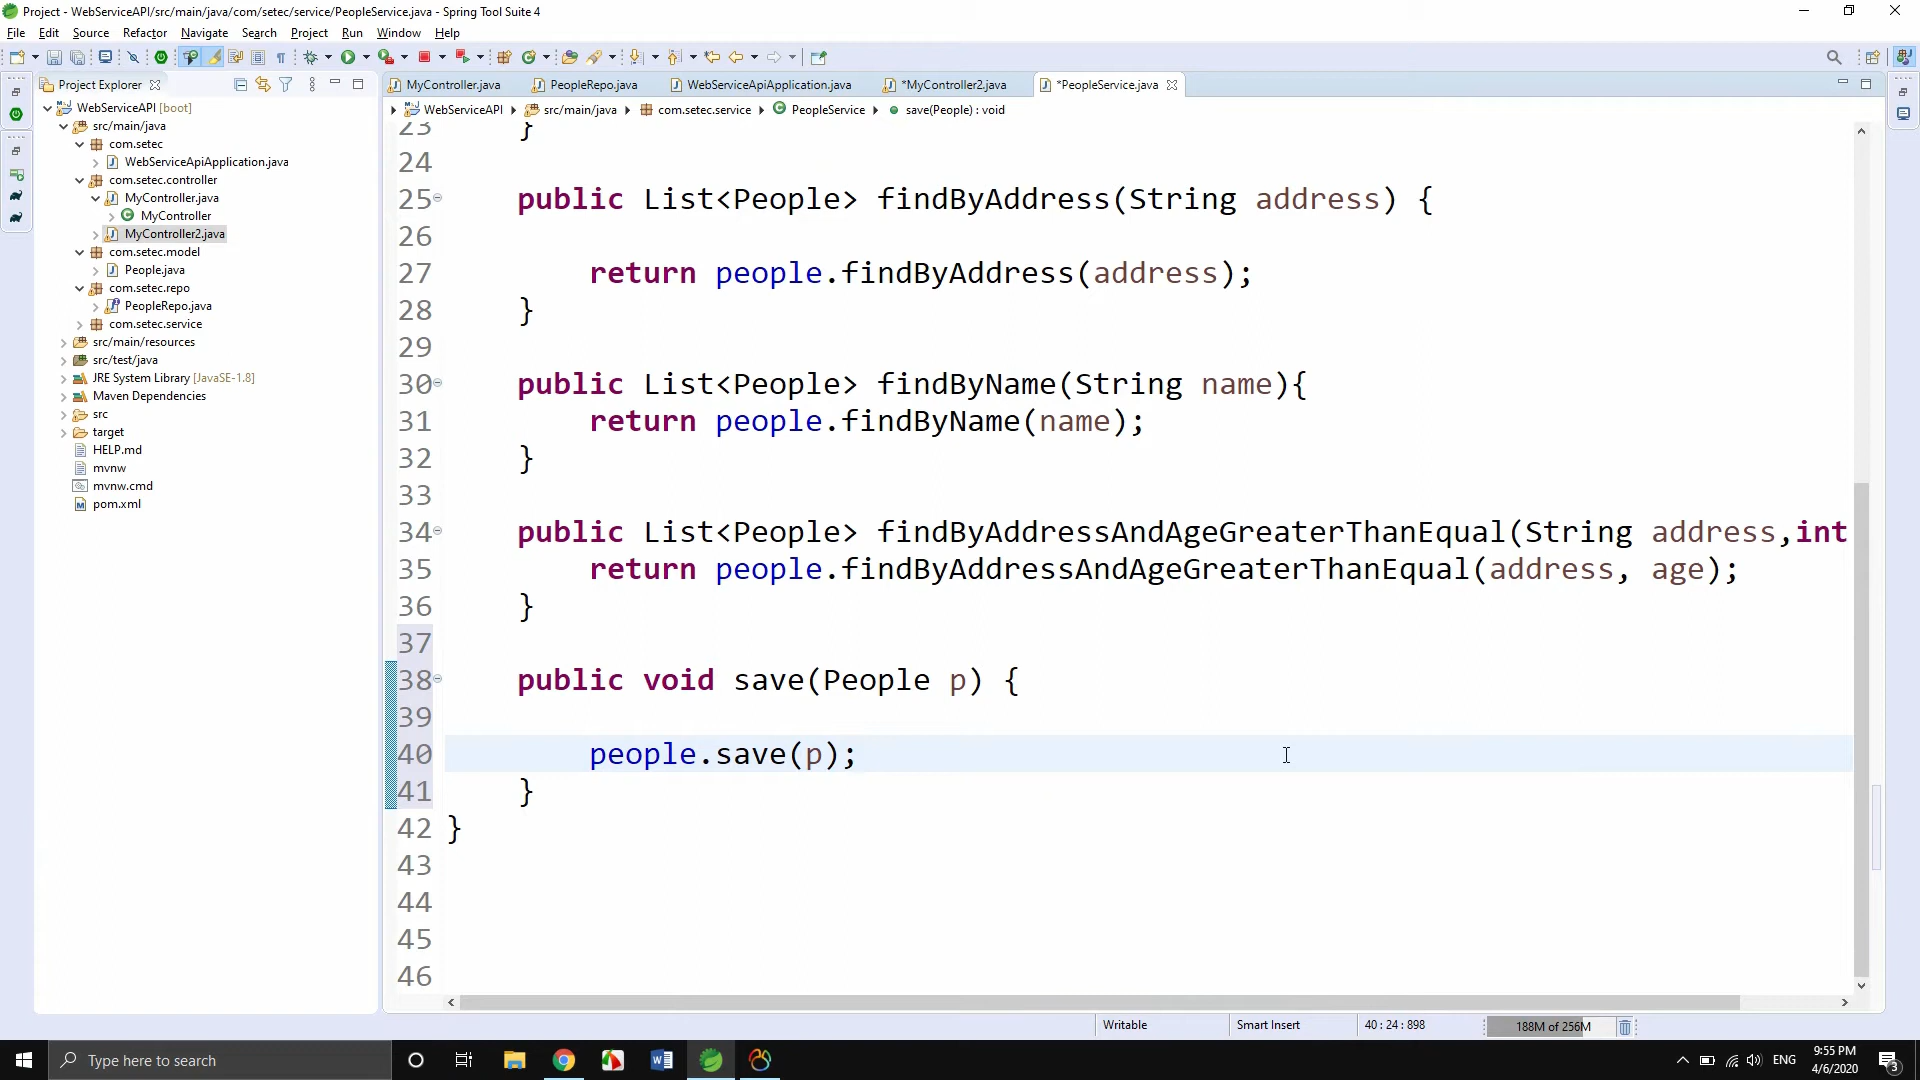 Project - WebServiceAPI/src/main/java/com/setec/service/PeopleService.java - Spring Tool Suite 4
File Edit Source Refactor Navigate Search Project Run Window Help
Project Explorer
WebServiceAPI [boot]
src/main/java
com.setec
WebServiceApiApplication.java
com.setec.controller
MyController.java
MyController
MyController2.java
com.setec.model
People.java
com.setec.repo
PeopleRepo.java
com.setec.service
src/main/resources
src/test/java
JRE System Library [JavaSE-1.8]
Maven Dependencies
src
target
HELP.md
mvnw
mvnw.cmd
pom.xml
MyController.java PeopleRepo.java WebServiceApiApplication.java *MyController2.java *PeopleService.java
WebServiceAPI src/main/java com.setec.service PeopleService save(People) : void
23 }
24
25 public List<People> findByAddress(String address) {
26
27 return people.findByAddress(address);
28 }
29
30 public List<People> findByName(String name){
31 return people.findByName(name);
32 }
33
34 public List<People> findByAddressAndAgeGreaterThanEqual(String address,int
35 return people.findByAddressAndAgeGreaterThanEqual(address, age);
36 }
37
38 public void save(People p) {
39
40 people.save(p);
41 }
42 }
43
44
45
46
Writable Smart Insert 40 : 24 : 898 188M of 256M
Type here to search
ENG
9:55 PM
4/6/2020
3